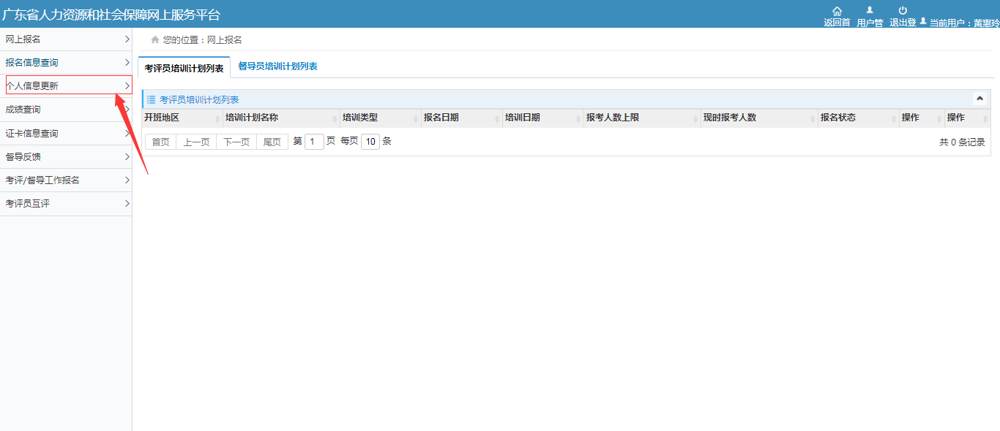 广东省人力资源和社会保障网上服务平台
返回首 用户管 退出登 当前用户：黄惠玲
网上报名
报名信息查询
个人信息更新
成绩查询
证卡信息查询
督导反馈
考评/督导工作报名
考评员互评
您的位置：网上报名
考评员培训计划列表 督导员培训计划列表
考评员培训计划列表
开班地区 培训计划名称 培训类型 报名日期 培训日期 报考人数上限 现时报考人数 报名状态 操作 操作
首页 上一页 下一页 尾页 第 1 页 每页 10 条 共 0 条记录